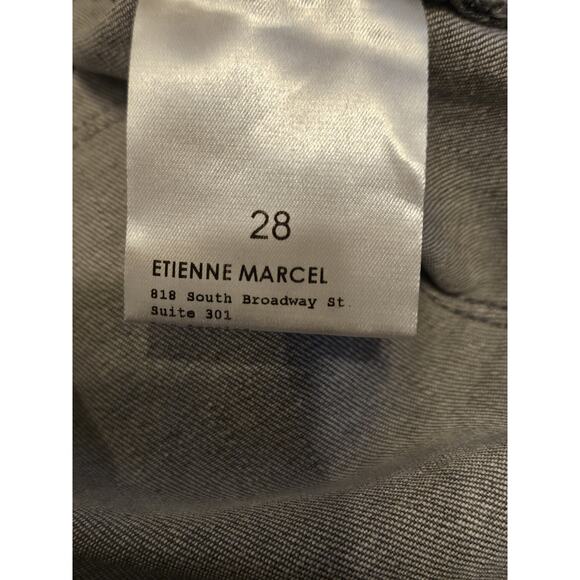 28
ETIENNE MARCEL
818 South Broadway St.
Suite 301